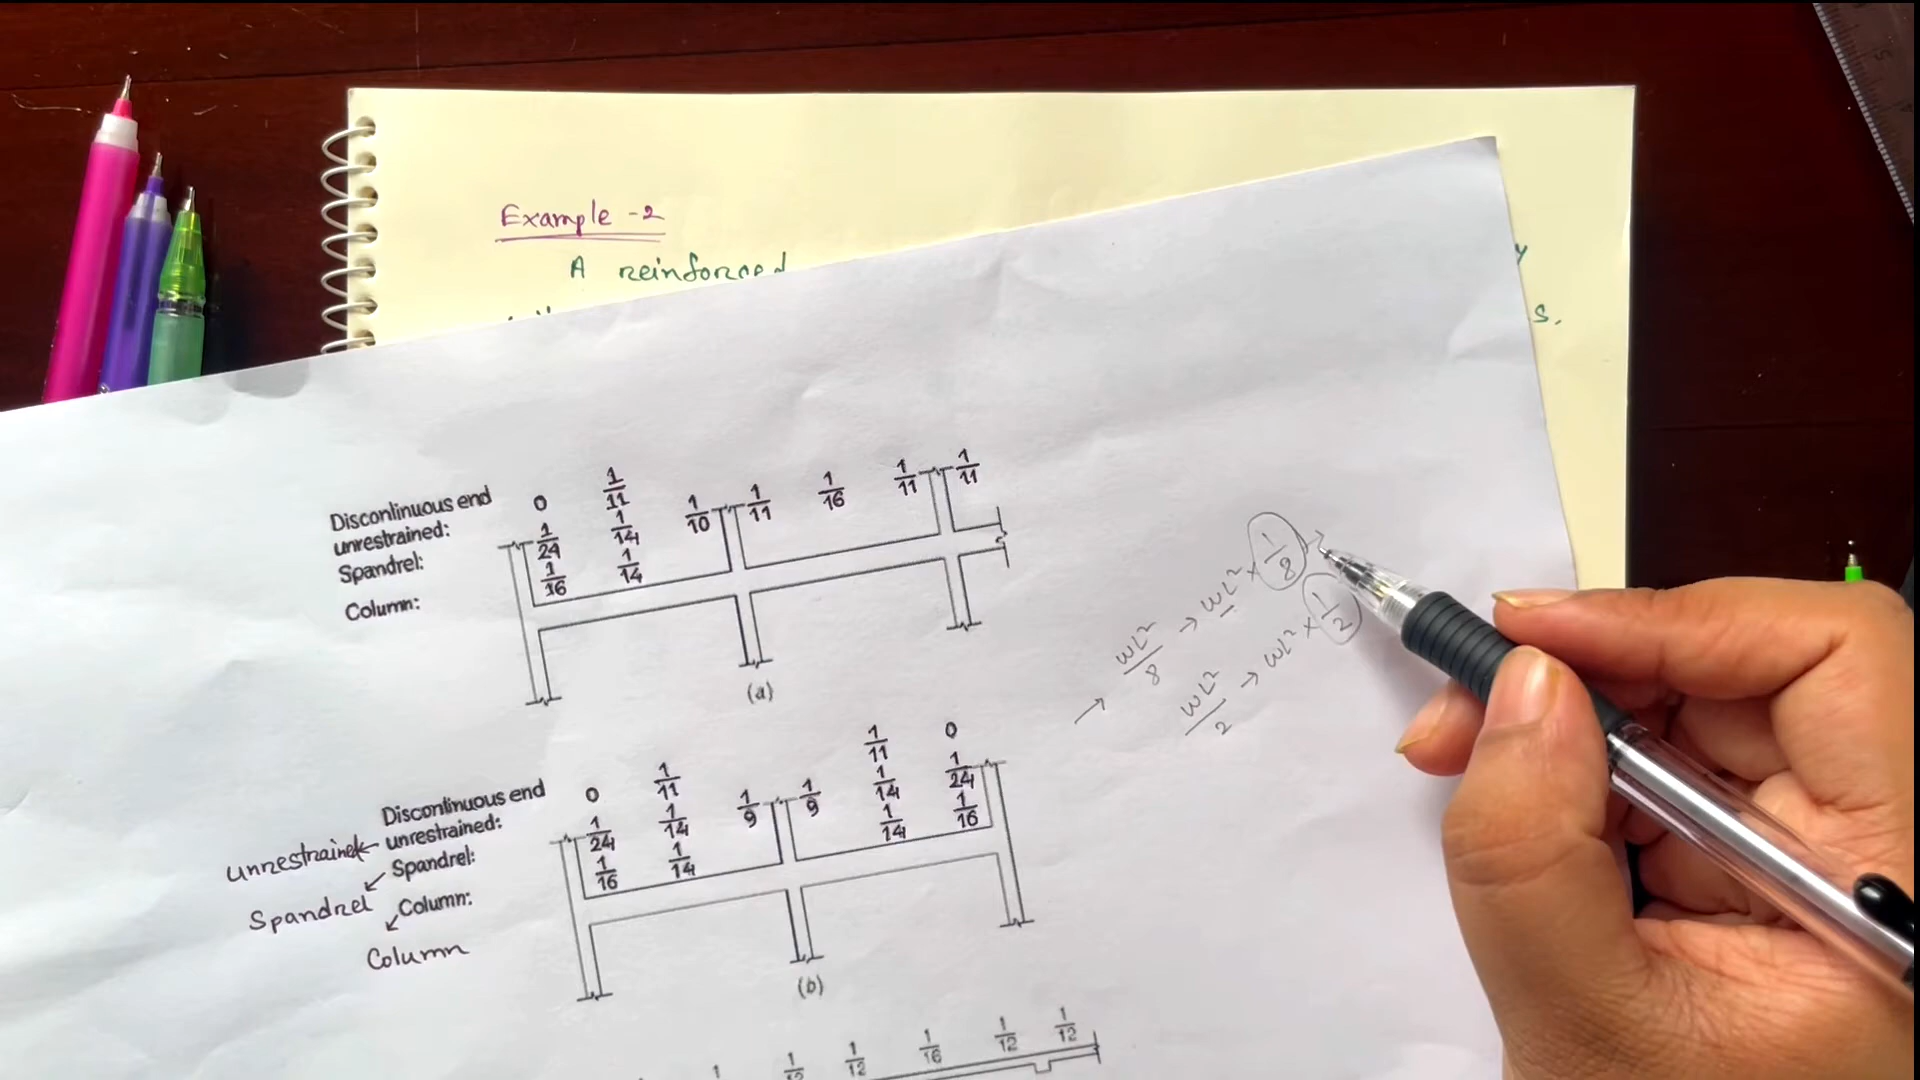 Example -2
A reinforced
y
s.
Disconlinuous end
unrestrained:
Spandrel:
Column:
0 1/11
1/24 1/14
1/16 1/14
1/10 1/11 1/16 1/11 1/11
(a)
wL²/8 → wL² × 1/8 →
wL²/2 → wL² × 1/2
Disconlinuous end
unrestrained:
Spandrel:
Column:
unrestrained
Spandrel
Column
0 1/11 1/11 0
1/24 1/14 1/9 1/9 1/14 1/24
1/16 1/14 1/14 1/16
(b)
1/12 1/12 1/16 1/12 1/12